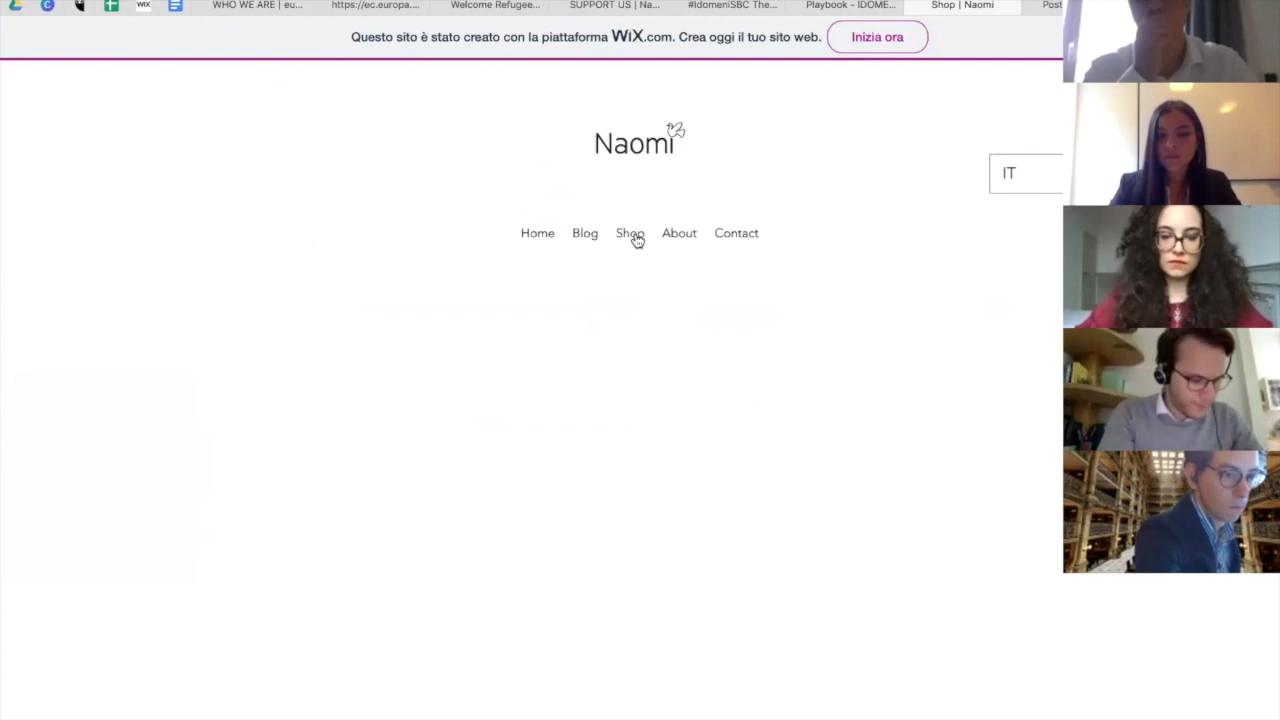 WHO WE ARE | eu...
https://ec.europa...
Welcome Refugee...
SUPPORT US | Na...
#IdomeniSBC The...
Playbook - IDOME...
Shop | Naomi
Post
WiX
Questo sito è stato creato con la piattaforma WiX.com. Crea oggi il tuo sito web.
Inizia ora
Naomi
IT
Home Blog Shop About Contact